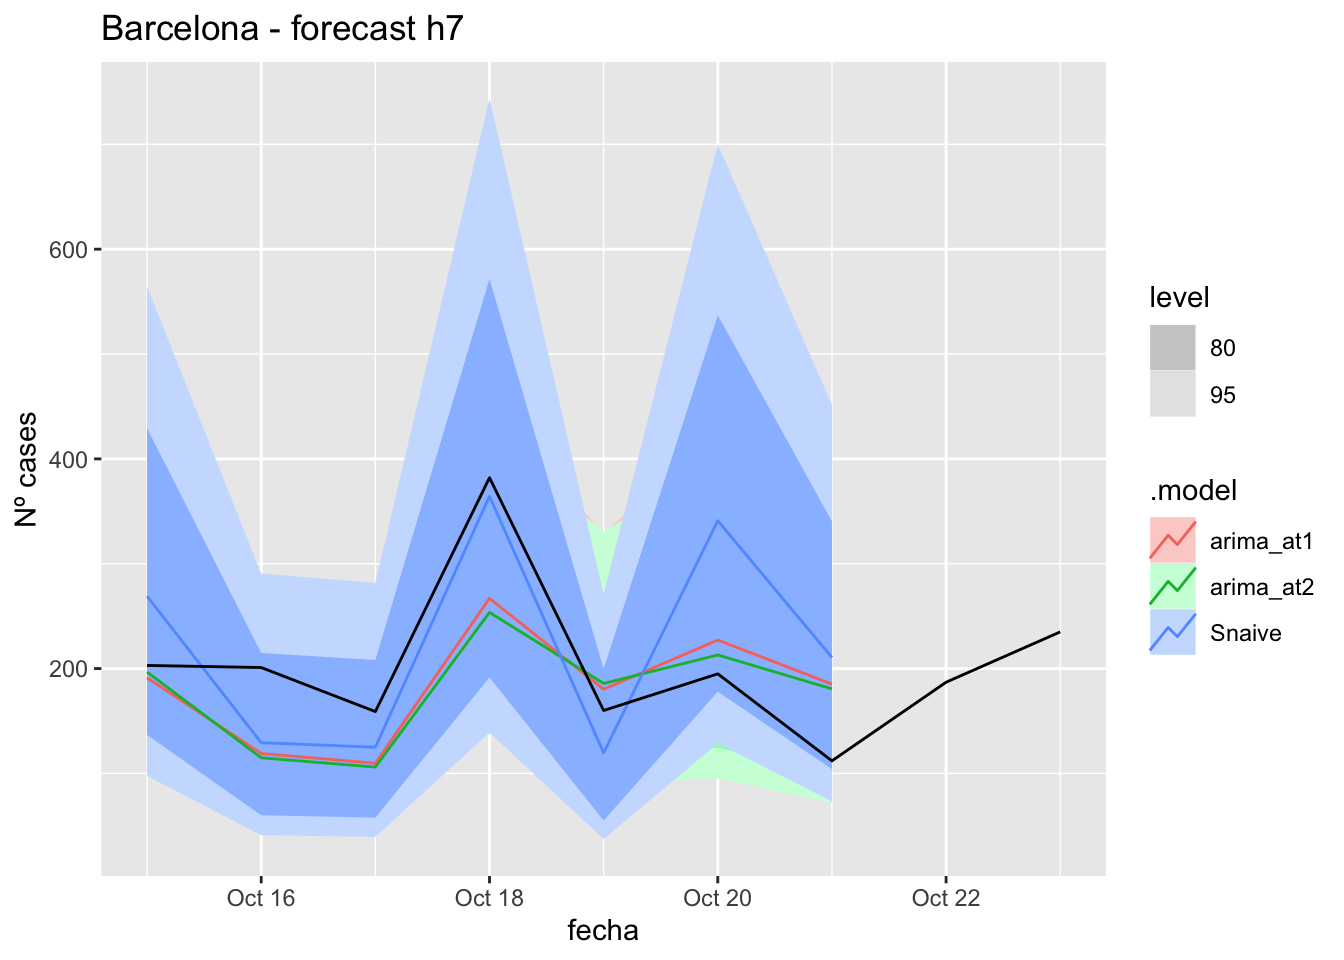 Barcelona - forecast h7
Nº cases
600
400
200
Oct 16
Oct 18
Oct 20
Oct 22
fecha
level
80
95
.model
arima_at1
arima_at2
Snaive